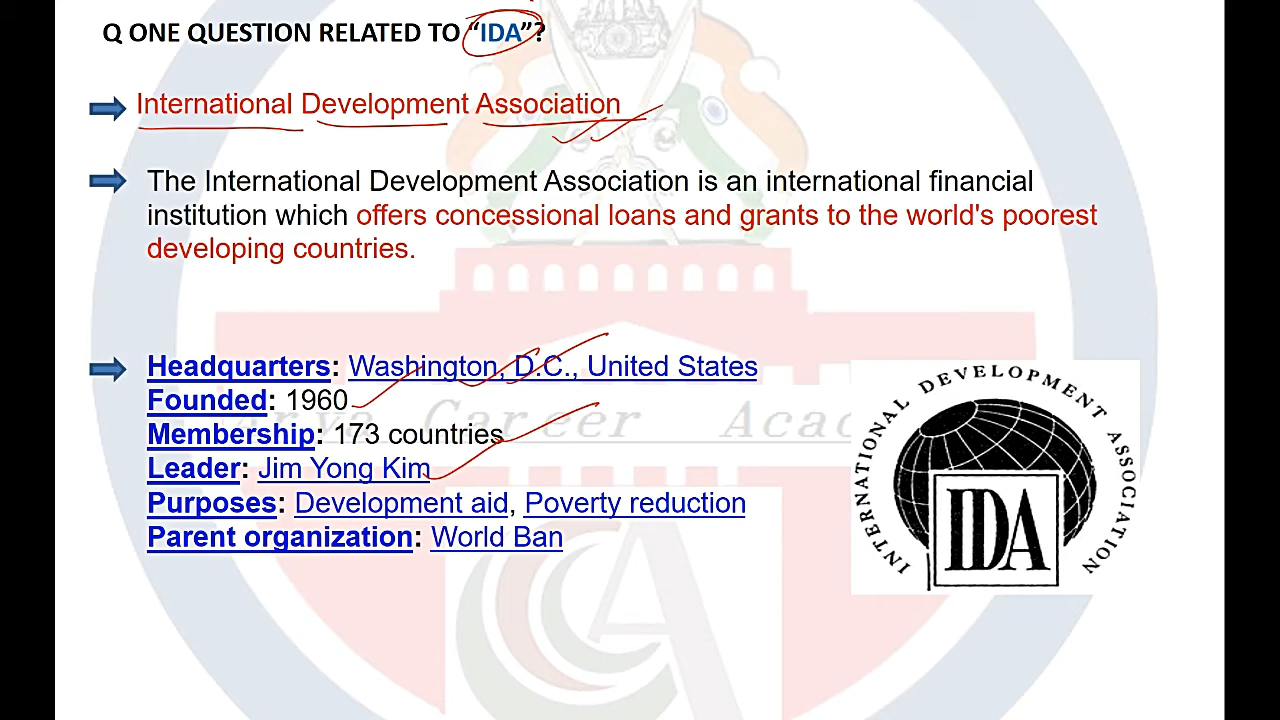 Q ONE QUESTION RELATED TO “IDA”?
International Development Association
The International Development Association is an international financial
institution which offers concessional loans and grants to the world's poorest
developing countries.
Headquarters: Washington, D.C., United States
Founded: 1960
Membership: 173 countries
Leader: Jim Yong Kim
Purposes: Development aid, Poverty reduction
Parent organization: World Ban
INTERNATIONAL DEVELOPMENT ASSOCIATION
IDA
Career Aca